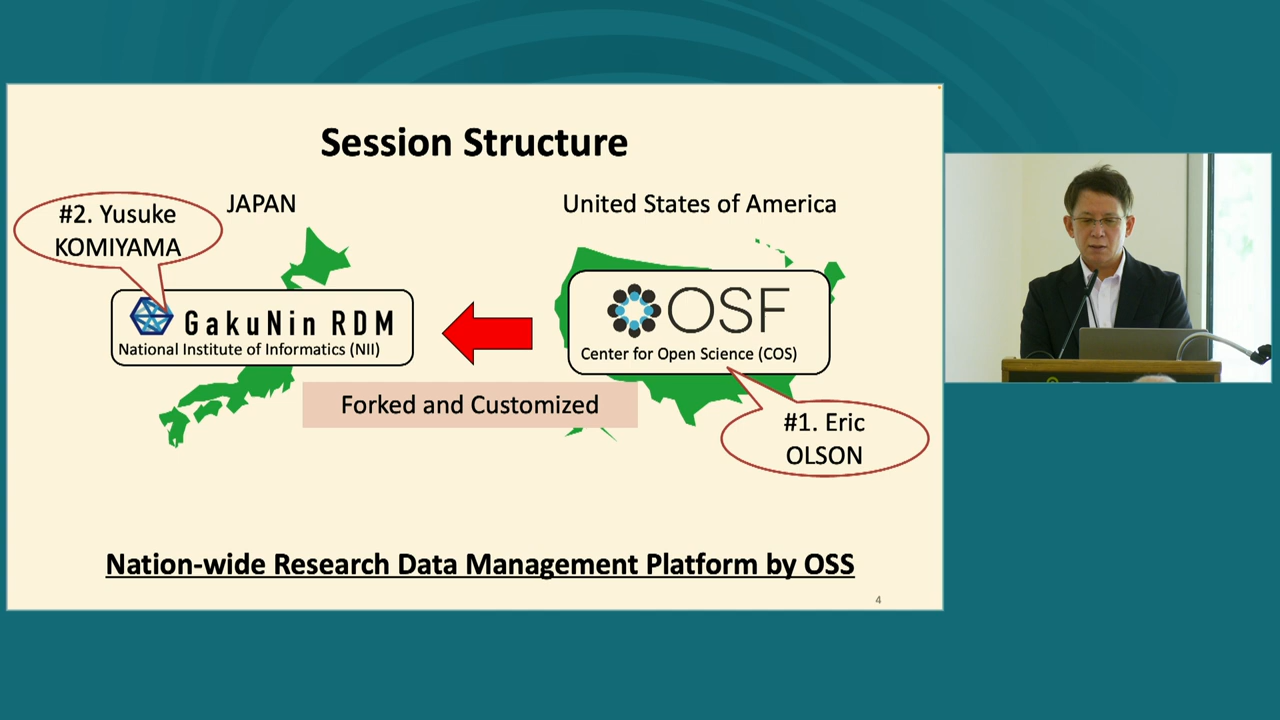 Session Structure
#2. Yusuke
KOMIYAMA
JAPAN
United States of America
GakuNin RDM
National Institute of Informatics (NII)
OSF
Center for Open Science (COS)
Forked and Customized
#1. Eric
OLSON
Nation-wide Research Data Management Platform by OSS
4